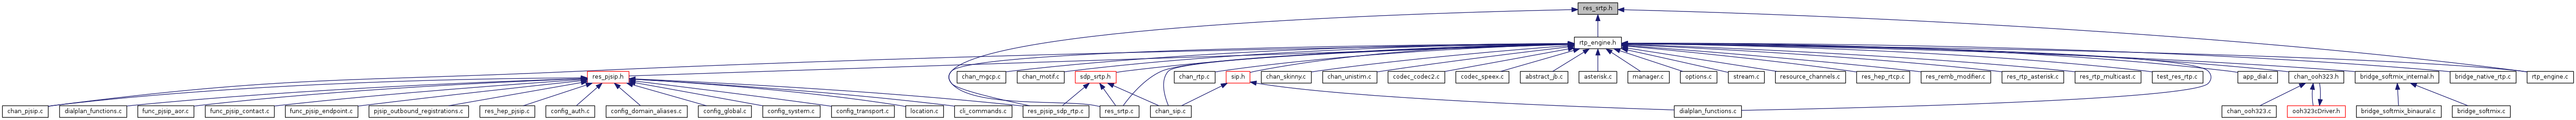 res_srtp.h
rtp_engine.h
res_pjsip.h
chan_mgcp.c
chan_motif.c
sdp_srtp.h
chan_rtp.c
sip.h
chan_skinny.c
chan_unistim.c
codec_codec2.c
codec_speex.c
abstract_jb.c
asterisk.c
manager.c
options.c
stream.c
resource_channels.c
res_hep_rtcp.c
res_remb_modifier.c
res_rtp_asterisk.c
res_rtp_multicast.c
test_res_rtp.c
app_dial.c
chan_ooh323.h
bridge_softmix_internal.h
bridge_native_rtp.c
rtp_engine.c
chan_pjsip.c
dialplan_functions.c
func_pjsip_aor.c
func_pjsip_contact.c
func_pjsip_endpoint.c
pjsip_outbound_registrations.c
res_hep_pjsip.c
config_auth.c
config_domain_aliases.c
config_global.c
config_system.c
config_transport.c
location.c
cli_commands.c
res_pjsip_sdp_rtp.c
res_srtp.c
chan_sip.c
dialplan_functions.c
chan_ooh323.c
ooh323cDriver.h
bridge_softmix_binaural.c
bridge_softmix.c